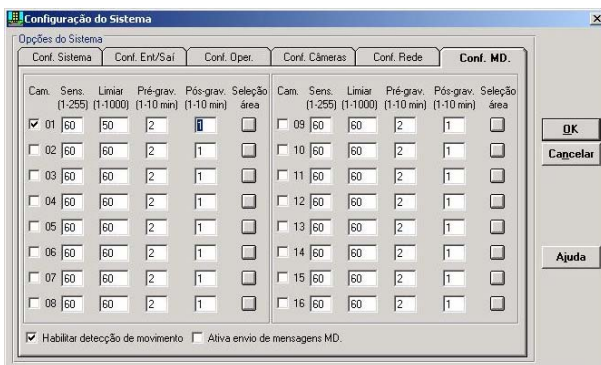 Configuração do Sistema
Opções do Sistema
Conf. Sistema Conf. Ent/Saí Conf. Oper. Conf. Câmeras Conf. Rede Conf. MD.
Cam. Sens. Limiar Pré-grav. Pós-grav. Seleção Cam. Sens. Limiar Pré-grav. Pós-grav. Seleção
(1-255) (1-1000) (1-10 min) (1-10 min) área (1-255) (1-1000) (1-10 min) (1-10 min) área
01 60 50 2 1 09 60 60 2 1
02 60 60 2 1 10 60 60 2 1
03 60 60 2 1 11 60 60 2 1
04 60 60 2 1 12 60 60 2 1
05 60 60 2 1 13 60 60 2 1
06 60 60 2 1 14 60 60 2 1
07 60 60 2 1 15 60 60 2 1
08 60 60 2 1 16 60 60 2 1
Habilitar detecção de movimento Ativa envio de mensagens MD.
OK
Cancelar
Ajuda